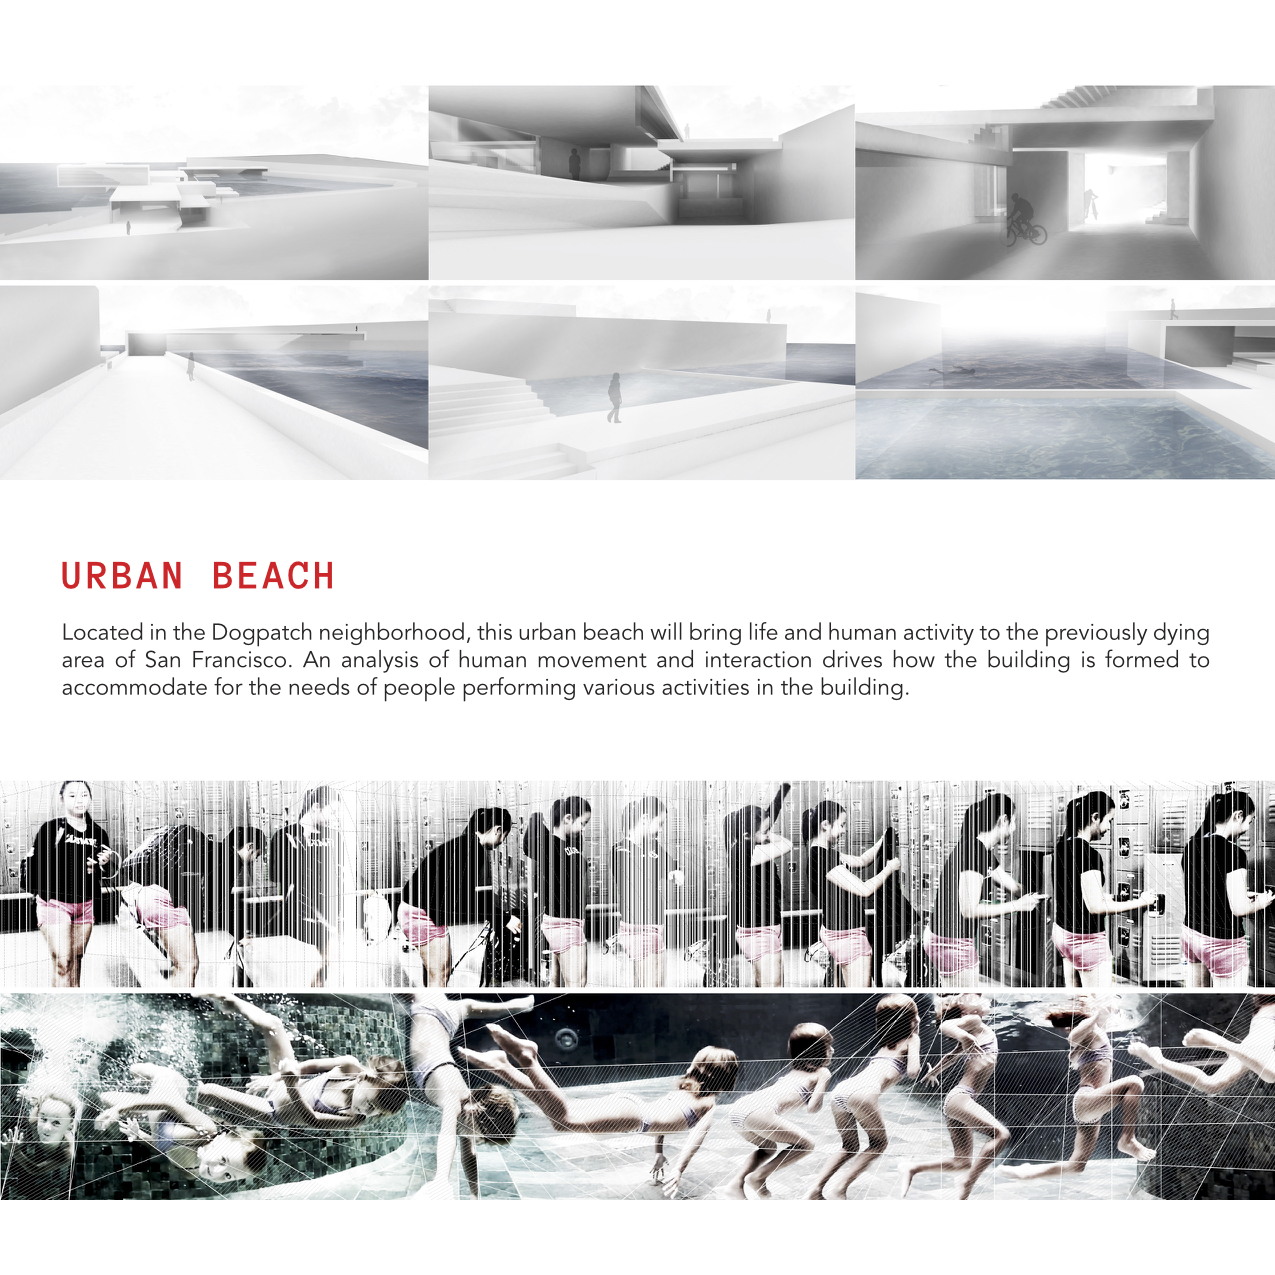 URBAN BEACH
Located in the Dogpatch neighborhood, this urban beach will bring life and human activity to the previously dying
area of San Francisco. An analysis of human movement and interaction drives how the building is formed to
accommodate for the needs of people performing various activities in the building.